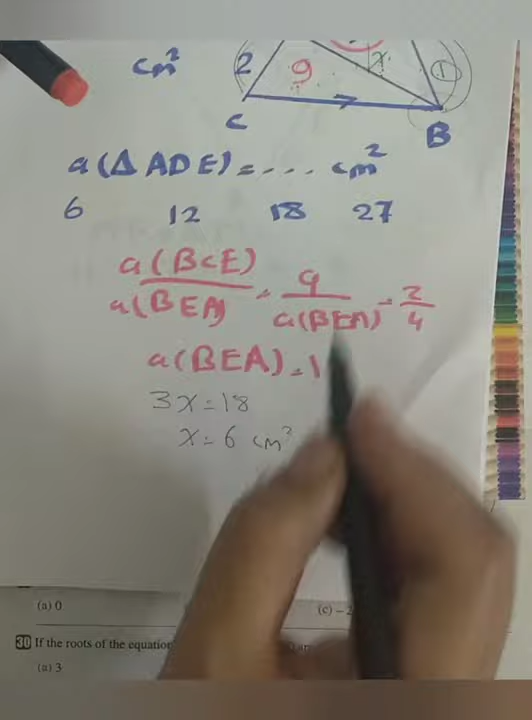 cm²
2
9
x
1
C
B
a (Δ ADE) = .... cm²
6 12 18 27
a(BCE)/a(BEA) = 9/a(BEA) = 2/4
a(BEA) = 1
3x = 18
x = 6 cm²
(a) 0 (c) – 2
30 If the roots of the equation
(a) 3